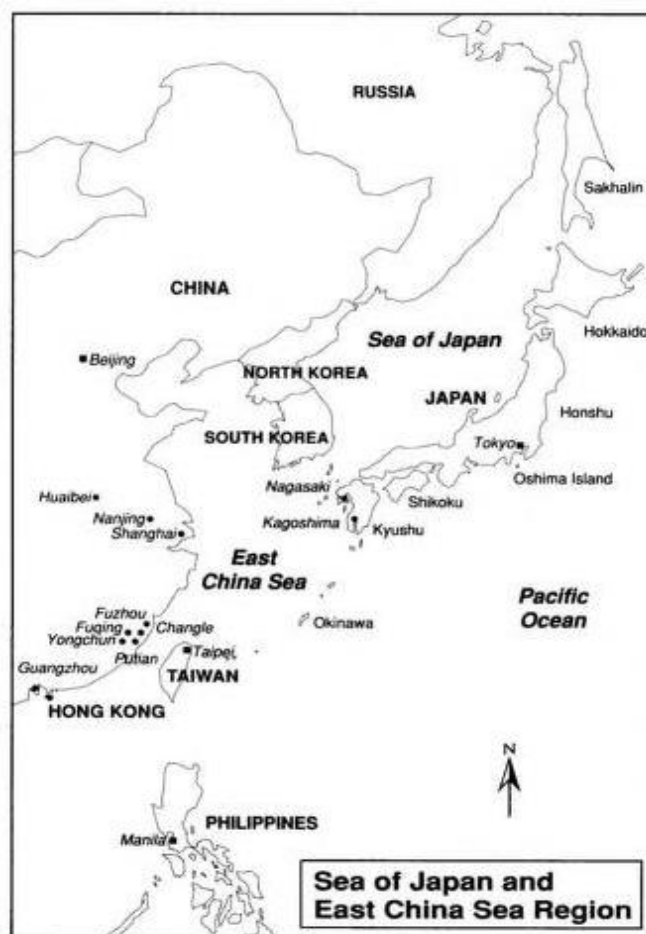 RUSSIA
Sakhalin
CHINA
Hokkaido
Sea of Japan
Beijing
NORTH KOREA
JAPAN
Honshu
SOUTH KOREA
Tokyo
Nagasaki
Oshima Island
Huaibei
Shikoku
Nanjing
Kagoshima
Kyushu
Shanghai
East
China Sea
Pacific
Ocean
Fuzhou
Okinawa
Fuqing
Changle
Yongchun
Putian
Taipei
Guangzhou
TAIWAN
HONG KONG
N
PHILIPPINES
Manila
Sea of Japan and
East China Sea Region